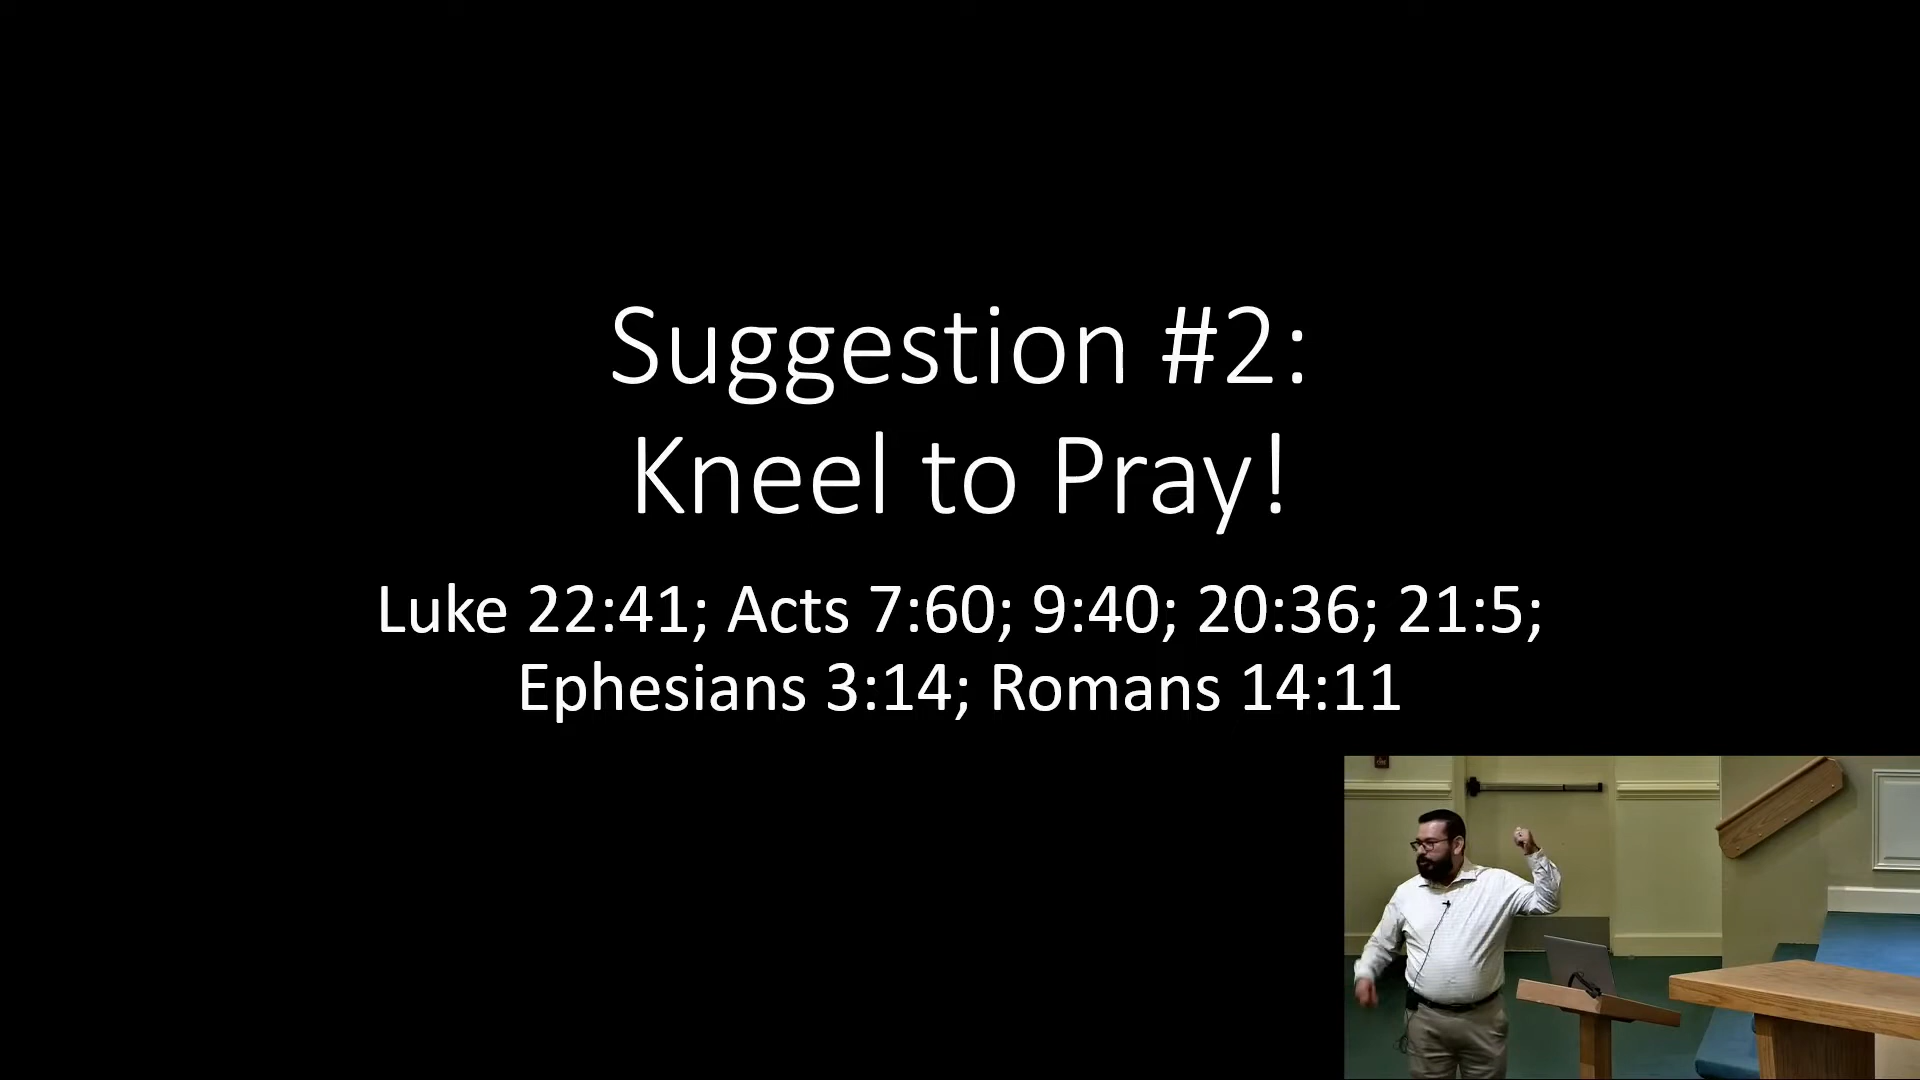 Suggestion #2:
Kneel to Pray!
Luke 22:41; Acts 7:60; 9:40; 20:36; 21:5;
Ephesians 3:14; Romans 14:11